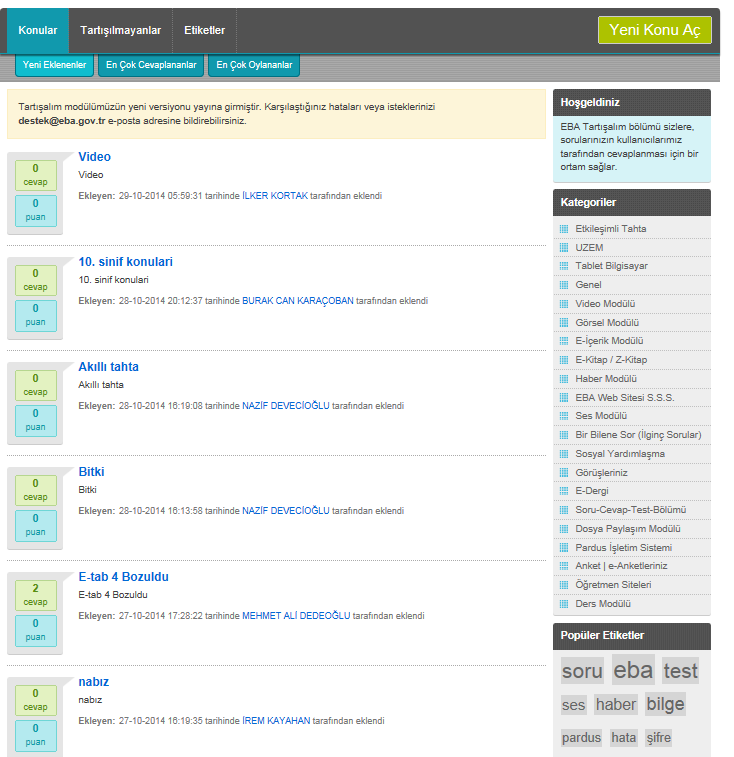 Konular Tartışılmayanlar Etiketler Yeni Konu Aç
Yeni Eklenenler En Çok Cevaplananlar En Çok Oylananlar
Tartışalım modülümüzün yeni versiyonu yayına girmiştir. Karşılaştığınız hataları veya isteklerinizi
destek@eba.gov.tr e-posta adresine bildirebilirsiniz.
0
cevap
0
puan
Video
Video
Ekleyen: 29-10-2014 05:59:31 tarihinde İLKER KORTAK tarafından eklendi
0
cevap
0
puan
10. sinif konulari
10. sinif konulari
Ekleyen: 28-10-2014 20:12:37 tarihinde BURAK CAN KARAÇOBAN tarafından eklendi
0
cevap
0
puan
Akıllı tahta
Akıllı tahta
Ekleyen: 28-10-2014 16:19:08 tarihinde NAZİF DEVECİOĞLU tarafından eklendi
0
cevap
0
puan
Bitki
Bitki
Ekleyen: 28-10-2014 16:13:58 tarihinde NAZİF DEVECİOĞLU tarafından eklendi
2
cevap
0
puan
E-tab 4 Bozuldu
E-tab 4 Bozuldu
Ekleyen: 27-10-2014 17:28:22 tarihinde MEHMET ALİ DEDEOĞLU tarafından eklendi
0
cevap
0
puan
nabız
nabız
Ekleyen: 27-10-2014 16:19:35 tarihinde İREM KAYAHAN tarafından eklendi
Hoşgeldiniz
EBA Tartışalım bölümü sizlere,
sorularınızın kullanıcılarımız
tarafından cevaplanması için bir
ortam sağlar.
Kategoriler
Etkileşimli Tahta
UZEM
Tablet Bilgisayar
Genel
Video Modülü
Görsel Modülü
E-İçerik Modülü
E-Kitap / Z-Kitap
Haber Modülü
EBA Web Sitesi S.S.S.
Ses Modülü
Bir Bilene Sor (İlginç Sorular)
Sosyal Yardımlaşma
Görüşleriniz
E-Dergi
Soru-Cevap-Test-Bölümü
Dosya Paylaşım Modülü
Pardus İşletim Sistemi
Anket | e-Anketleriniz
Öğretmen Siteleri
Ders Modülü
Popüler Etiketler
soru eba test
ses haber bilge
pardus hata şifre